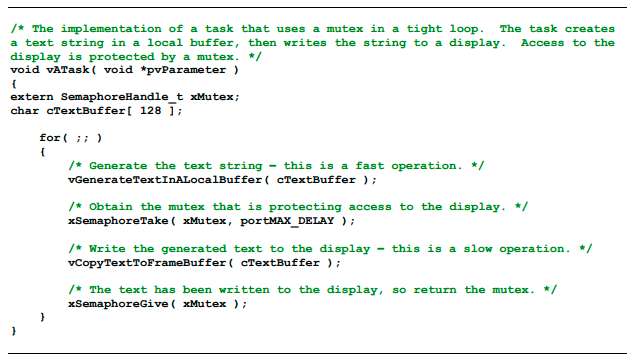 /* The implementation of a task that uses a mutex in a tight loop.  The task creates
a text string in a local buffer, then writes the string to a display.  Access to the
display is protected by a mutex. */
void vATask( void *pvParameter )
{
extern SemaphoreHandle_t xMutex;
char cTextBuffer[ 128 ];
for( ;; )
{
/* Generate the text string – this is a fast operation. */
vGenerateTextInALocalBuffer( cTextBuffer );
/* Obtain the mutex that is protecting access to the display. */
xSemaphoreTake( xMutex, portMAX_DELAY );
/* Write the generated text to the display – this is a slow operation. */
vCopyTextToFrameBuffer( cTextBuffer );
/* The text has been written to the display, so return the mutex. */
xSemaphoreGive( xMutex );
}
}